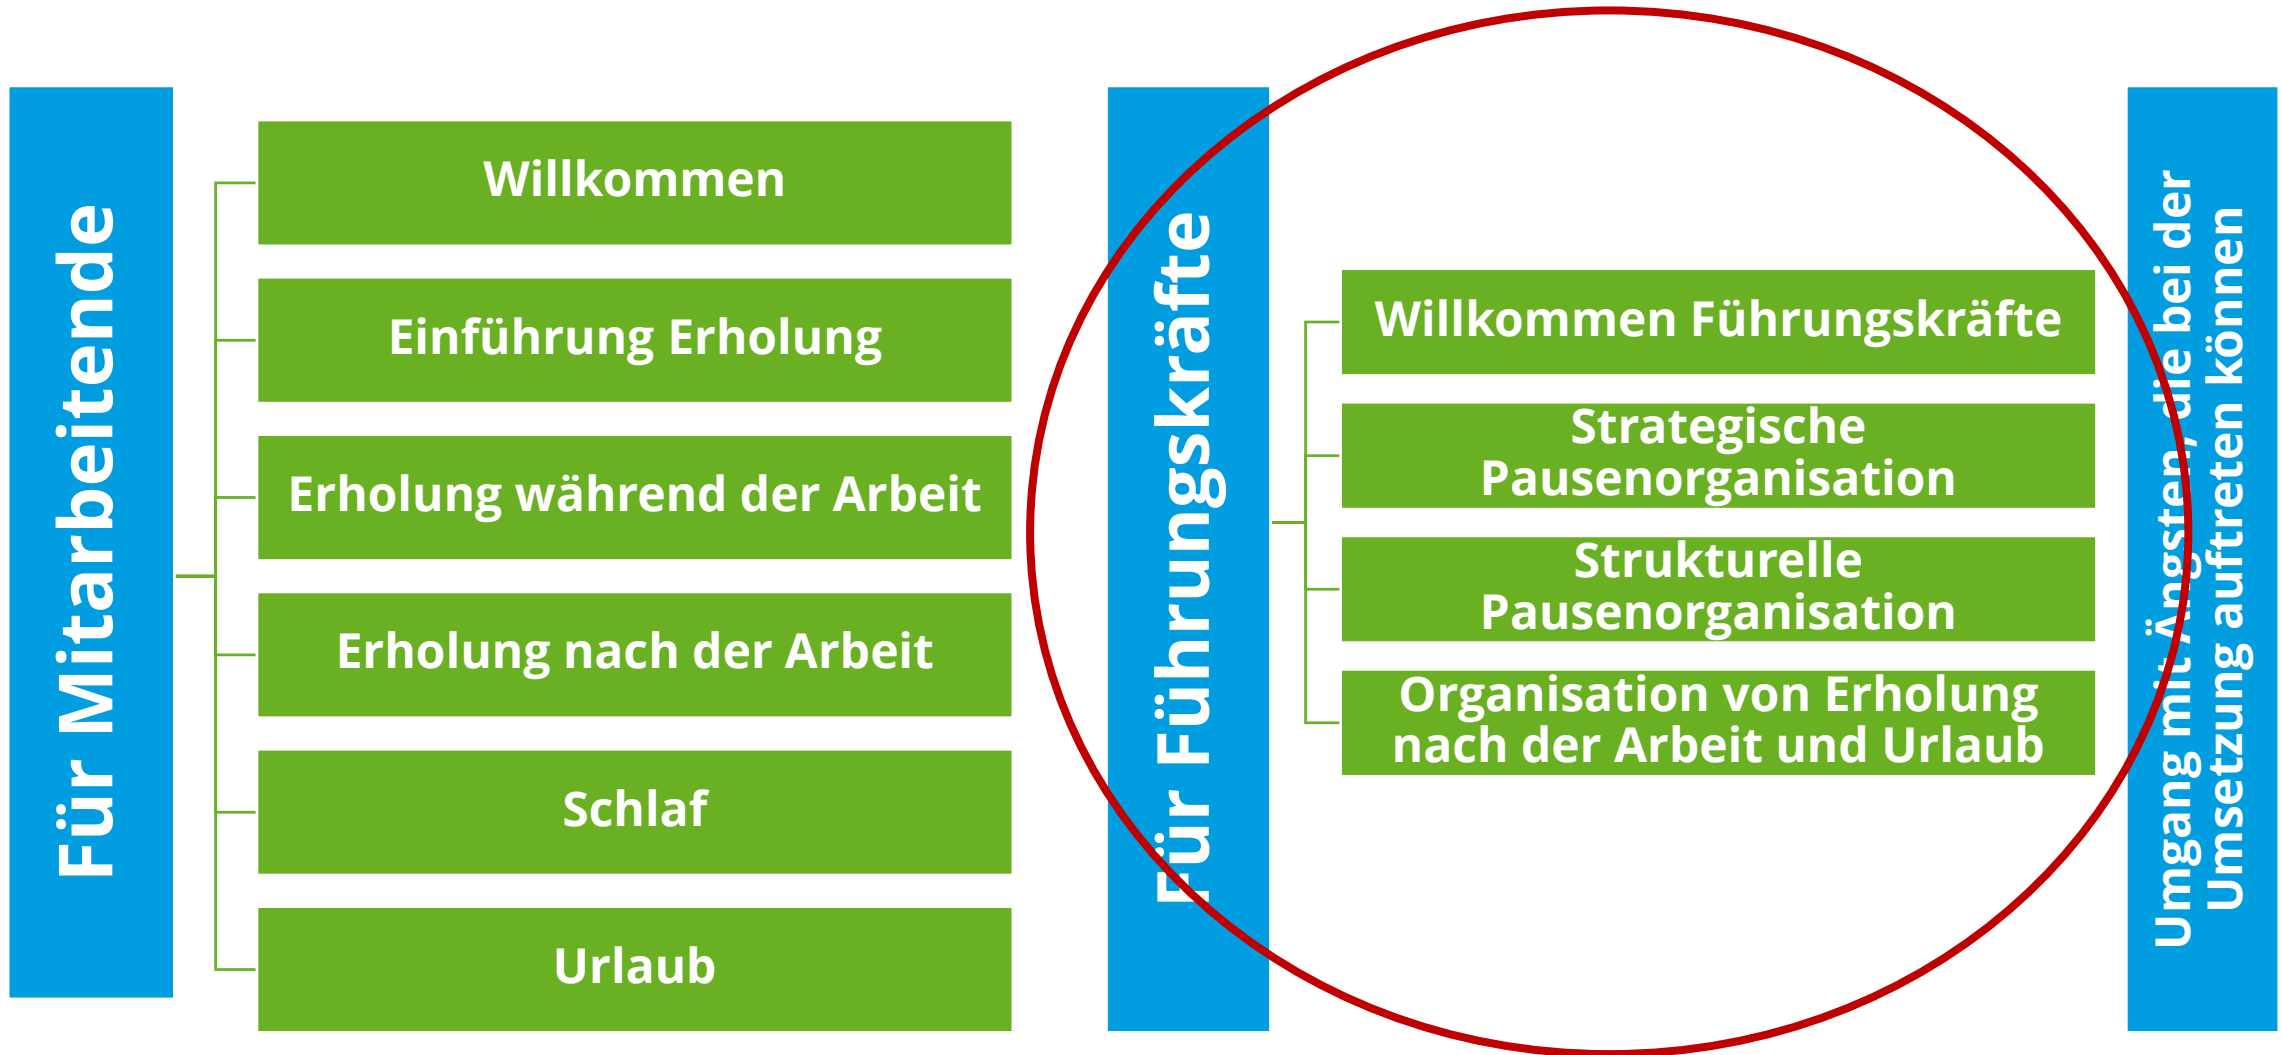 Für Mitarbeitende
Willkommen
Einführung Erholung
Erholung während der Arbeit
Erholung nach der Arbeit
Schlaf
Urlaub
Für Führungskräfte
Willkommen Führungskräfte
Strategische
Pausenorganisation
Strukturelle
Pausenorganisation
Organisation von Erholung
nach der Arbeit und Urlaub
Umgang mit Ängsten, die bei der
Umsetzung auftreten können